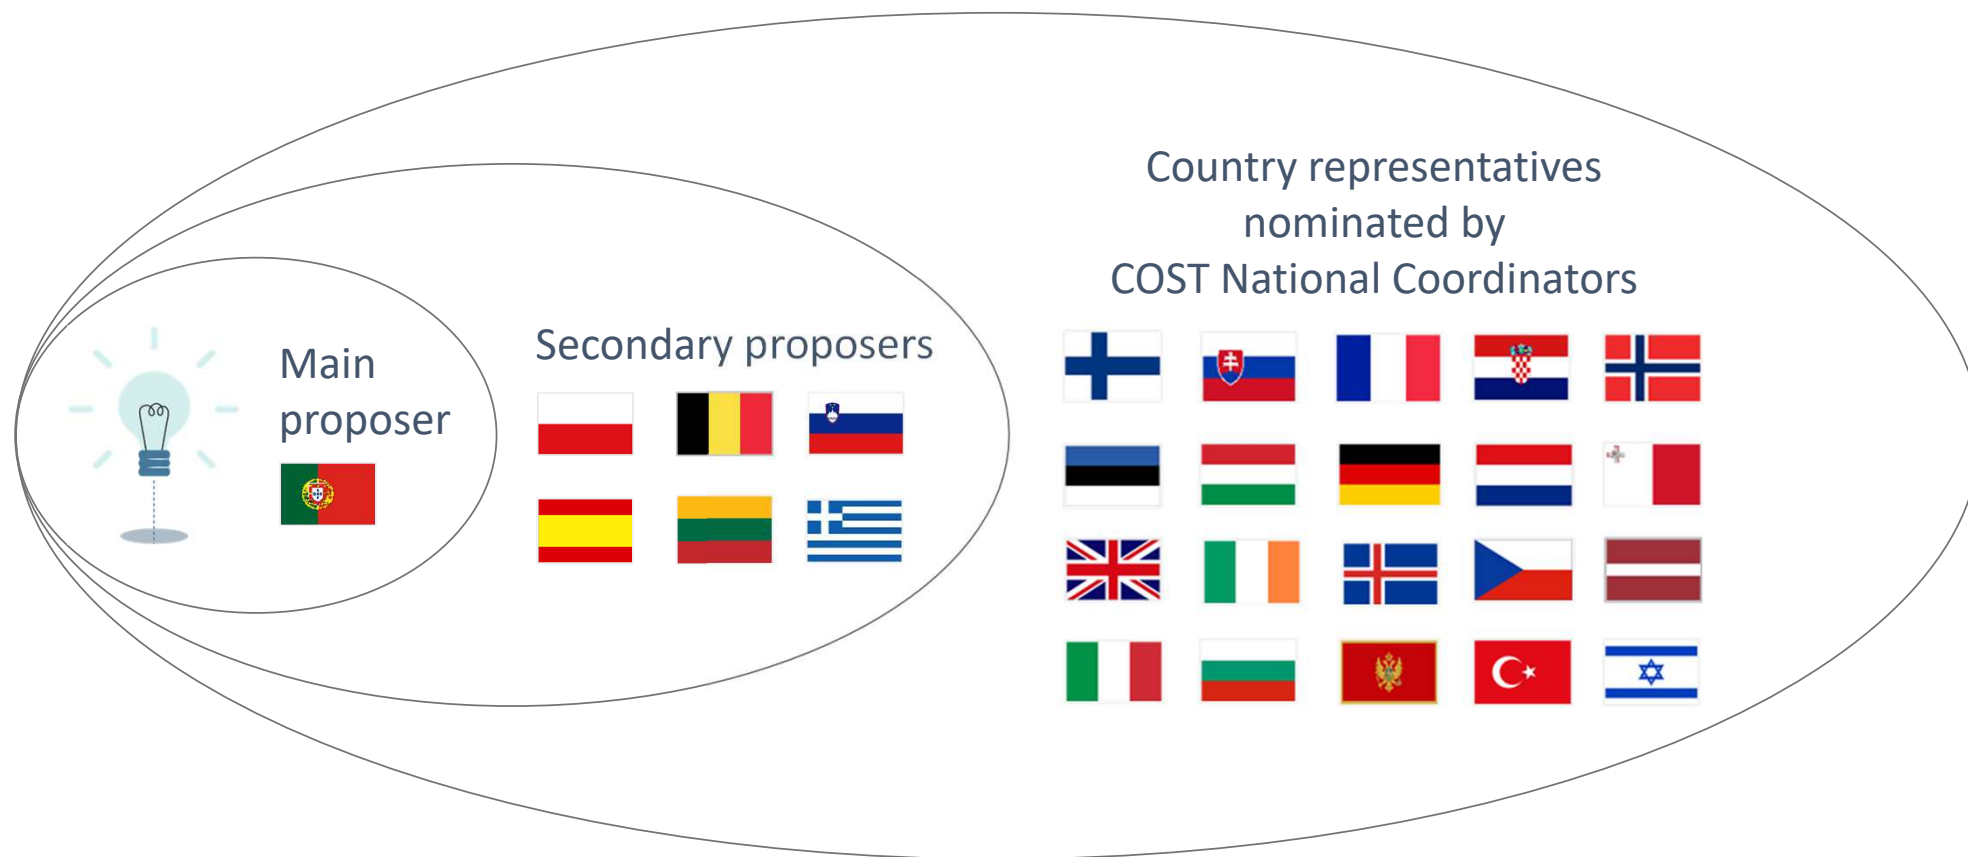 Main
proposer
Secondary proposers
Country representatives
nominated by
COST National Coordinators